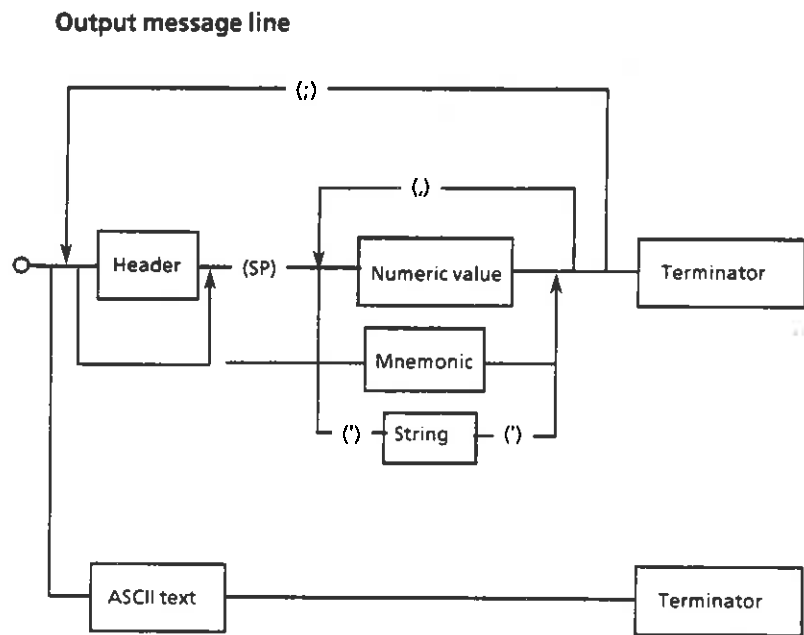 Output message line
(;)
(,)
Header
(SP)
Numeric value
Terminator
Mnemonic
(') String (')
ASCII text
Terminator